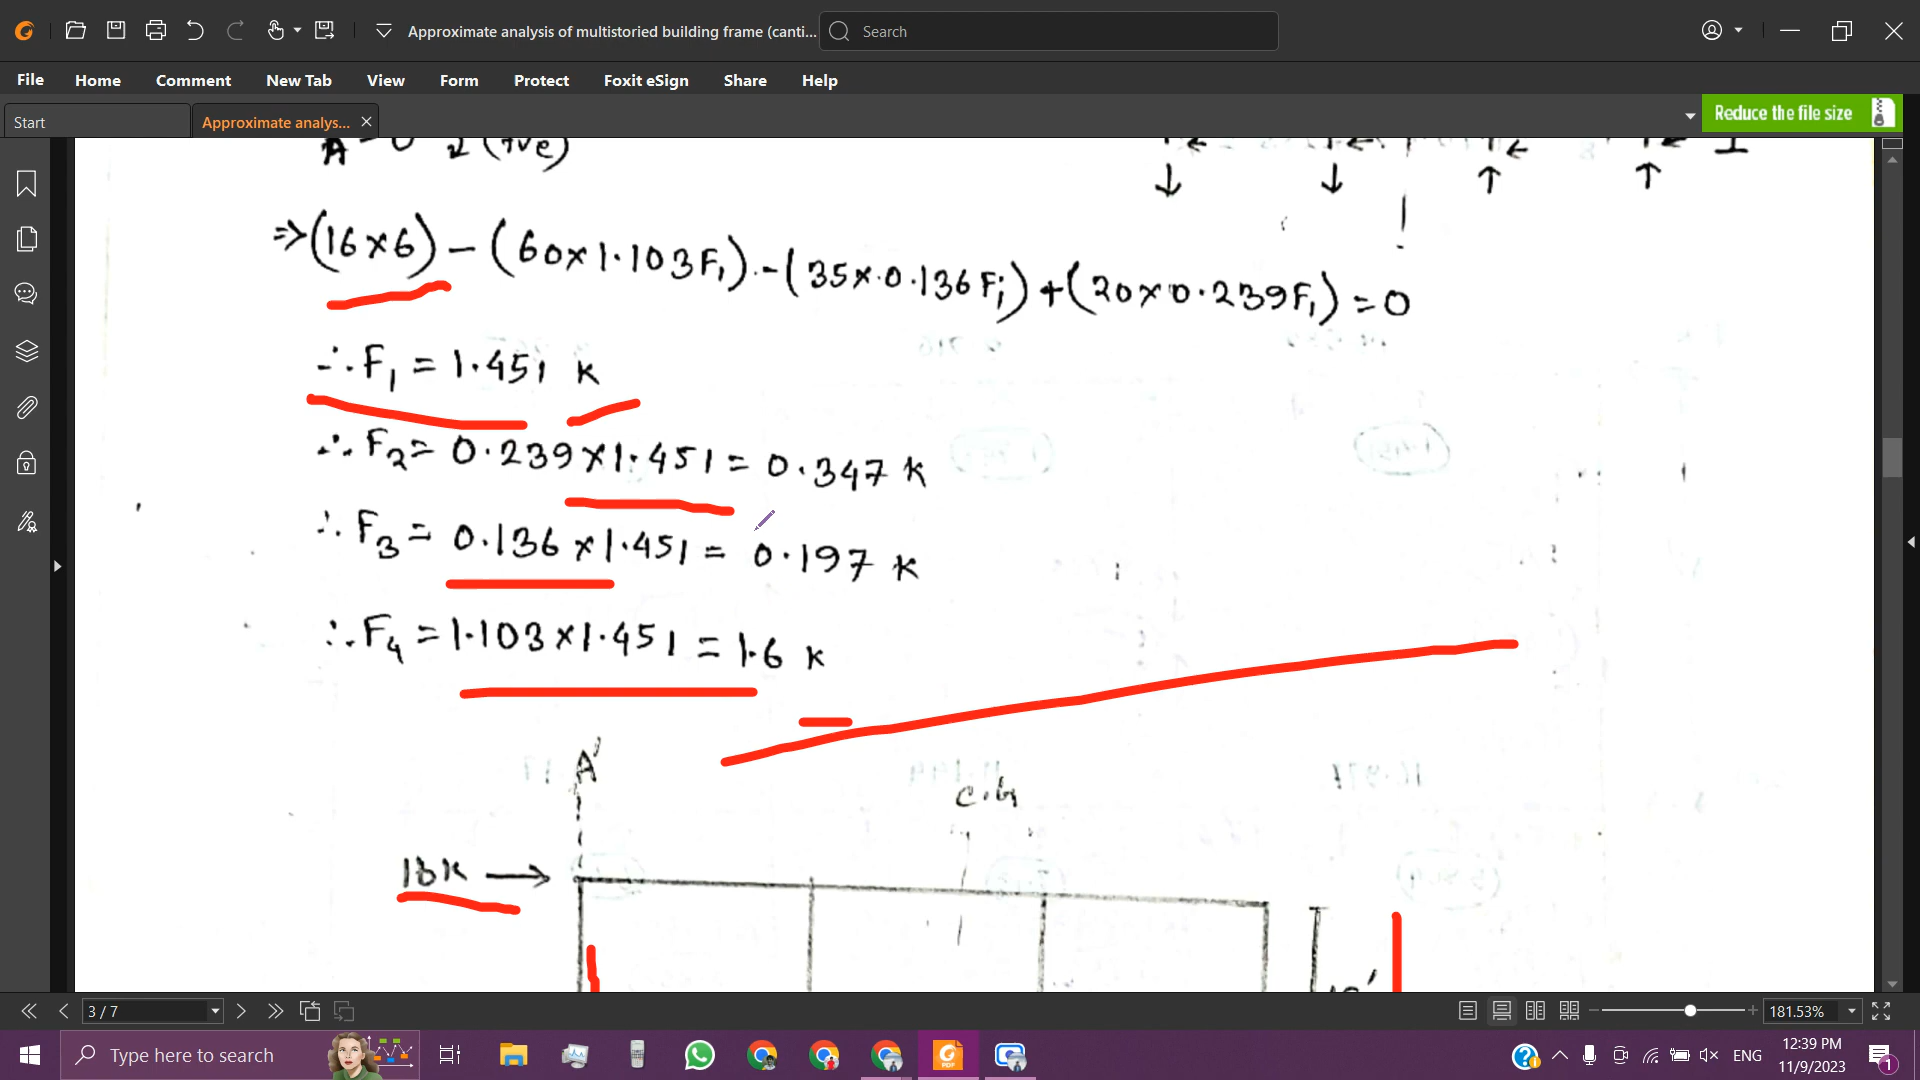 Approximate analysis of multistoried building frame (canti...
Search
File Home Comment New Tab View Form Protect Foxit eSign Share Help
Start
Approximate analys...
Reduce the file size
A = 0 (+ve)
⇒ (16×6) - (60×1.103F₁) - (35×0.136F₁) + (20×0.239F₁) = 0
∴ F₁ = 1.451 K
∴ F₂ = 0.239×1.451 = 0.347 K
∴ F₃ = 0.136×1.451 = 0.197 K
∴ F₄ = 1.103×1.451 = 1.6 K
A'
C.G
18K →
3 / 7
181.53%
Type here to search
ENG
12:39 PM
11/9/2023
1